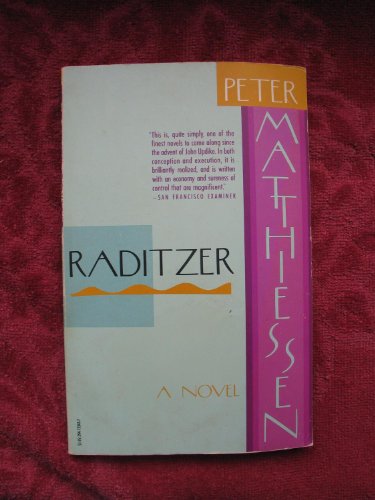 PETER
MATTHIESSEN
"This is, quite simply, one of the
finest novels to come along since
the advent of John Updike. In both
conception and execution, it is
brilliantly realized, and is written
with an economy and sureness of
control that are magnificent."
—SAN FRANCISCO EXAMINER
RADITZER
A NOVEL